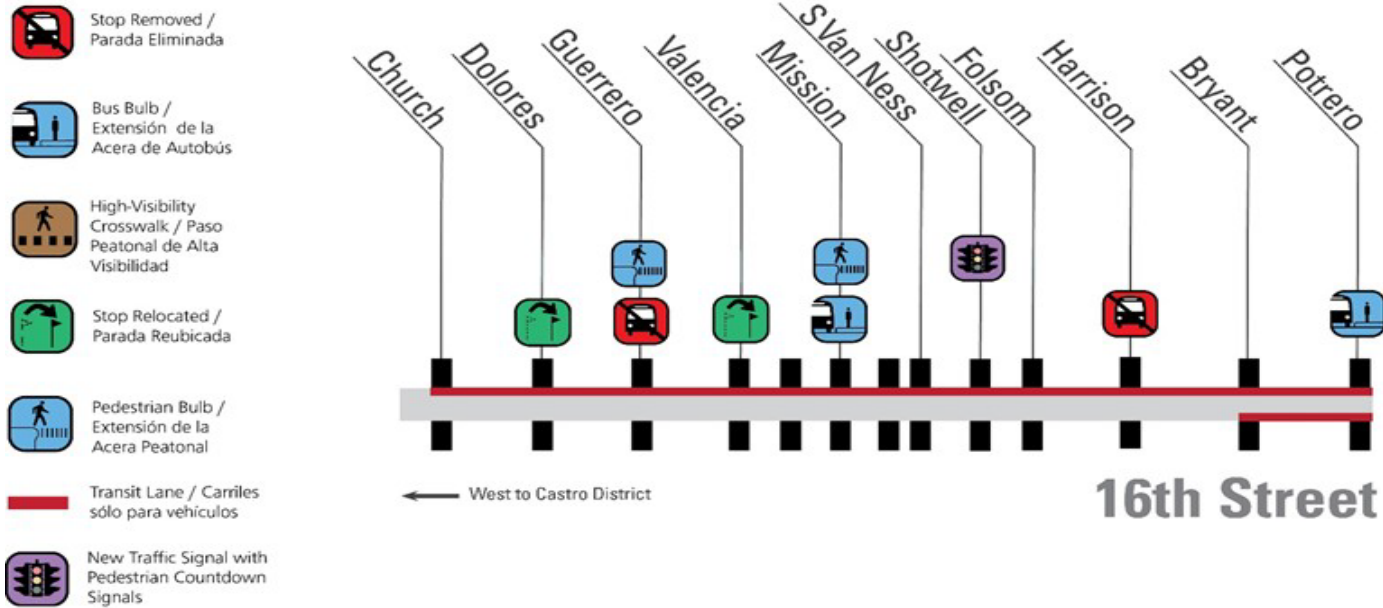 Stop Removed /
Parada Eliminada
Bus Bulb /
Extensión de la
Acera de Autobús
High-Visibility
Crosswalk / Paso
Peatonal de Alta
Visibilidad
Stop Relocated /
Parada Reubicada
Pedestrian Bulb /
Extensión de la
Acera Peatonal
Transit Lane / Carriles
sólo para vehículos
New Traffic Signal with
Pedestrian Countdown
Signals
Church
Dolores
Guerrero
Valencia
Mission
S Van Ness
Shotwell
Folsom
Harrison
Bryant
Potrero
West to Castro District
16th Street